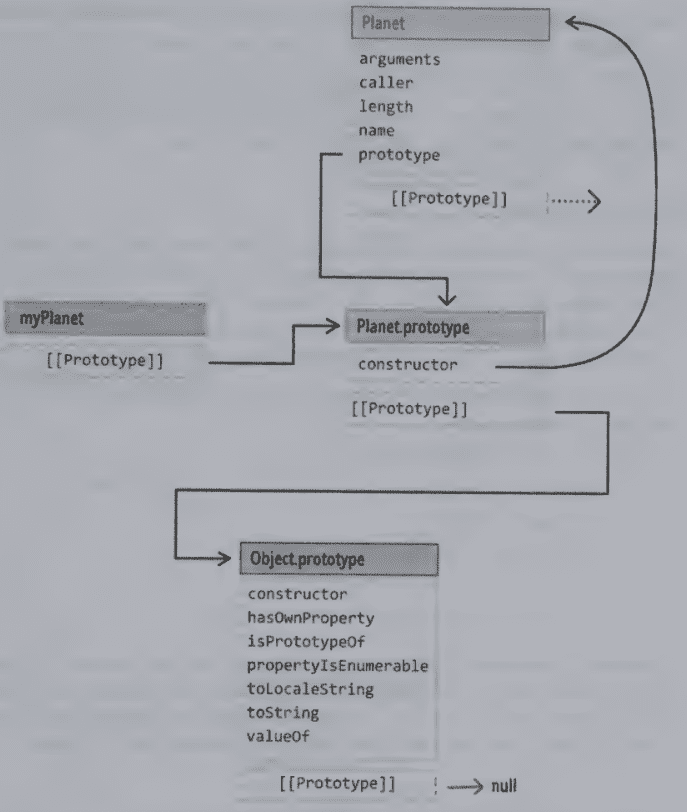 Planet
arguments
caller
length
name
prototype
[[Prototype]]
myPlanet
[[Prototype]]
Planet.prototype
constructor
[[Prototype]]
Object.prototype
constructor
hasOwnProperty
isPrototypeOf
propertyIsEnumerable
toLocaleString
toString
valueOf
[[Prototype]]
null